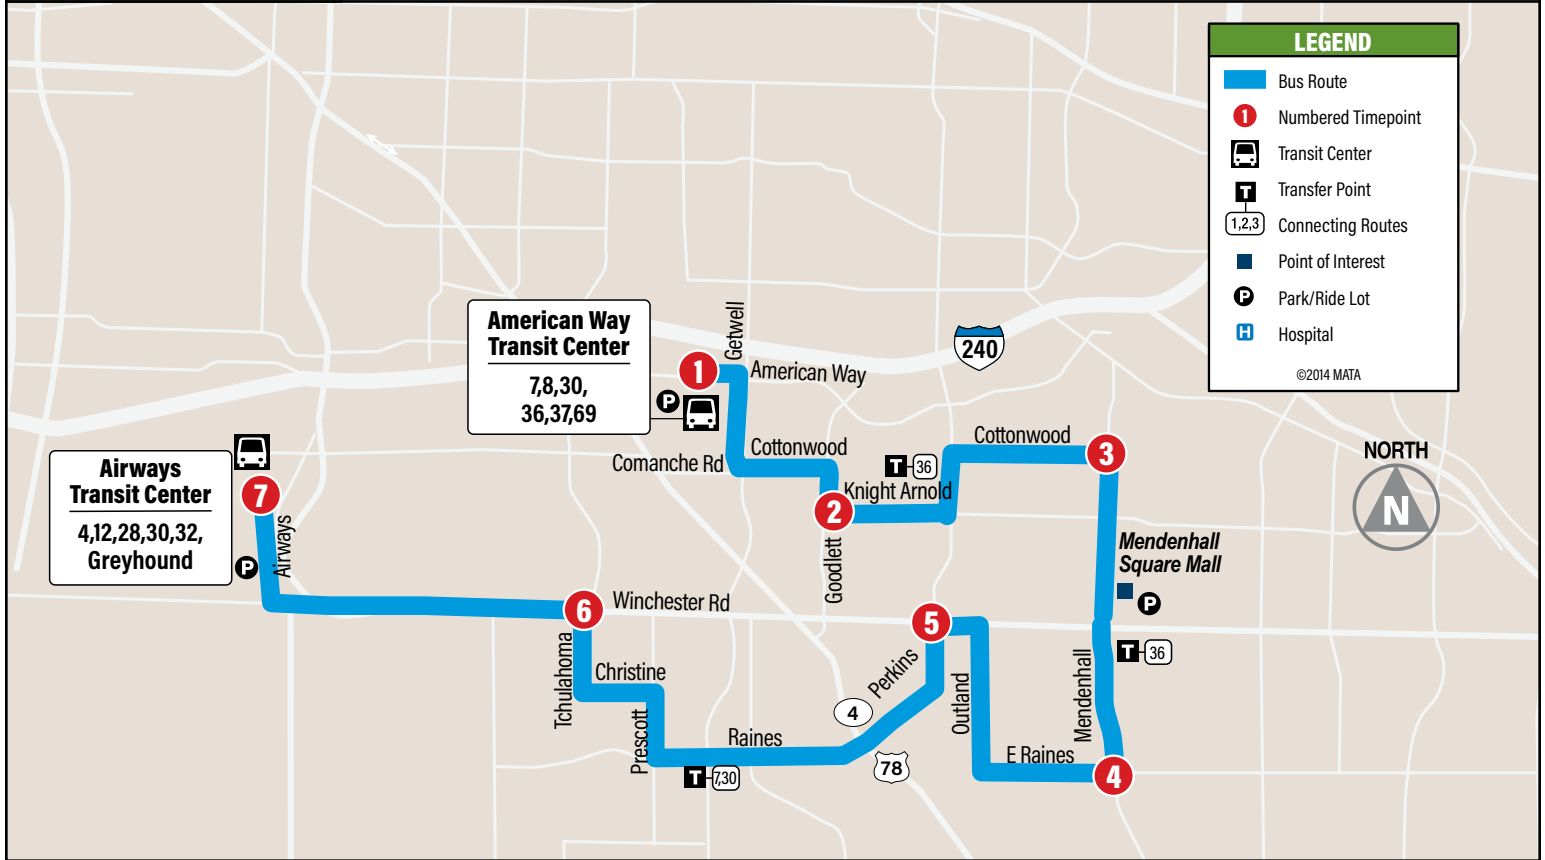 LEGEND
Bus Route
1
Numbered Timepoint
Transit Center
T
Transfer Point
1,2,3
Connecting Routes
Point of Interest
P
Park/Ride Lot
H
Hospital
©2014 MATA
American Way
Transit Center
7,8,30,
36,37,69
P
1
Getwell
American Way
240
Cottonwood
Comanche Rd
T
36
Knight Arnold
Cottonwood
3
2
Goodlett
NORTH
N
Airways
Transit Center
4,12,28,30,32,
Greyhound
7
P
Airways
Mendenhall
Square Mall
P
6
Winchester Rd
5
T
36
Tchulahoma
Christine
Prescott
Raines
T
7,30
4
Perkins
78
Outland
E Raines
Mendenhall
4